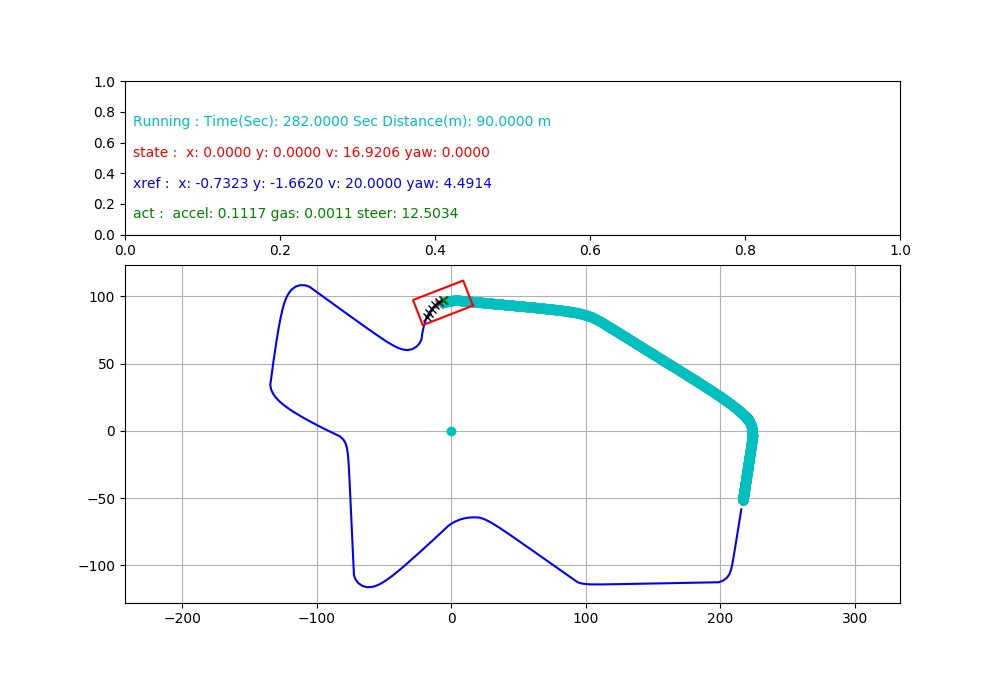 1.0
0.8
0.6
0.4
0.2
0.0
Running : Time(Sec): 282.0000 Sec Distance(m): 90.0000 m
state :  x: 0.0000 y: 0.0000 v: 16.9206 yaw: 0.0000
xref :  x: -0.7323 y: -1.6620 v: 20.0000 yaw: 4.4914
act :  accel: 0.1117 gas: 0.0011 steer: 12.5034
0.0 0.2 0.4 0.6 0.8 1.0
100
50
0
−50
−100
−200 −100 0 100 200 300